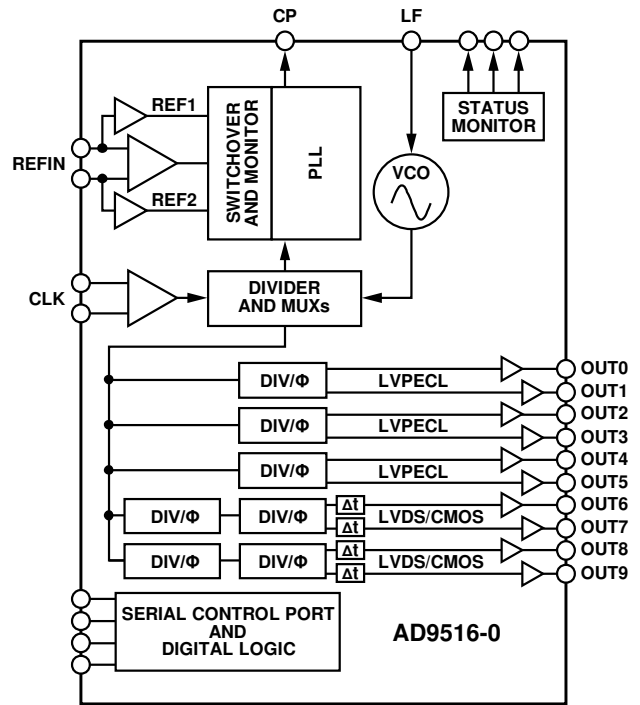 CP
LF
REF1
REFIN
REF2
SWITCHOVER
AND MONITOR
PLL
STATUS
MONITOR
VCO
CLK
DIVIDER
AND MUXs
DIV/Φ
LVPECL
OUT0
OUT1
DIV/Φ
LVPECL
OUT2
OUT3
DIV/Φ
LVPECL
OUT4
OUT5
DIV/Φ
DIV/Φ
Δt
Δt
LVDS/CMOS
OUT6
OUT7
DIV/Φ
DIV/Φ
Δt
Δt
LVDS/CMOS
OUT8
OUT9
SERIAL CONTROL PORT
AND
DIGITAL LOGIC
AD9516-0